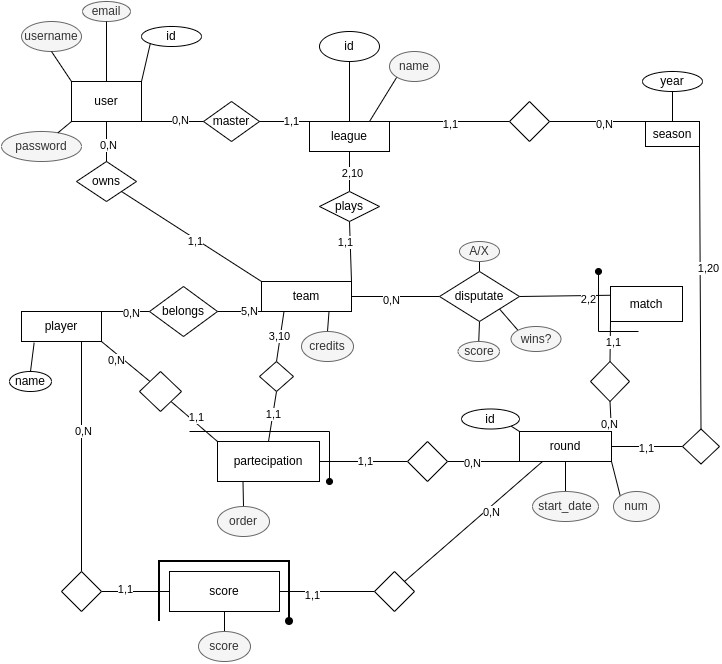 email
username
id
id
name
year
user
0,N
master
1,1
league
1,1
0,N
season
password
0,N
2,10
owns
plays
1,1
1,1
A/X
1,20
0,N
team
0,N
disputate
2,2
match
player
0,N
belongs
5,N
3,10
credits
score
wins?
1,1
0,N
name
1,1
1,1
id
0,N
0,N
partecipation
1,1
0,N
round
1,1
order
0,N
start_date
num
1,1
score
1,1
score